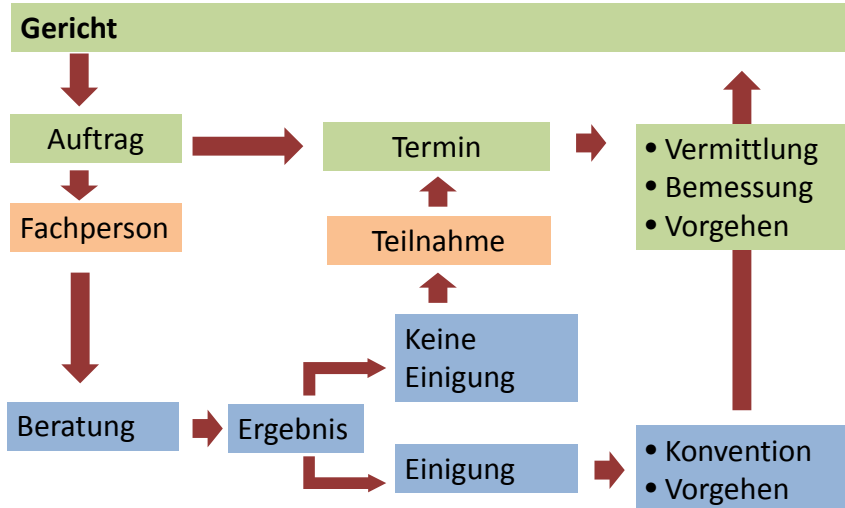 Gericht
Auftrag
Termin
• Vermittlung
• Bemessung
• Vorgehen
Fachperson
Teilnahme
Keine
Einigung
Beratung
Ergebnis
Einigung
• Konvention
• Vorgehen